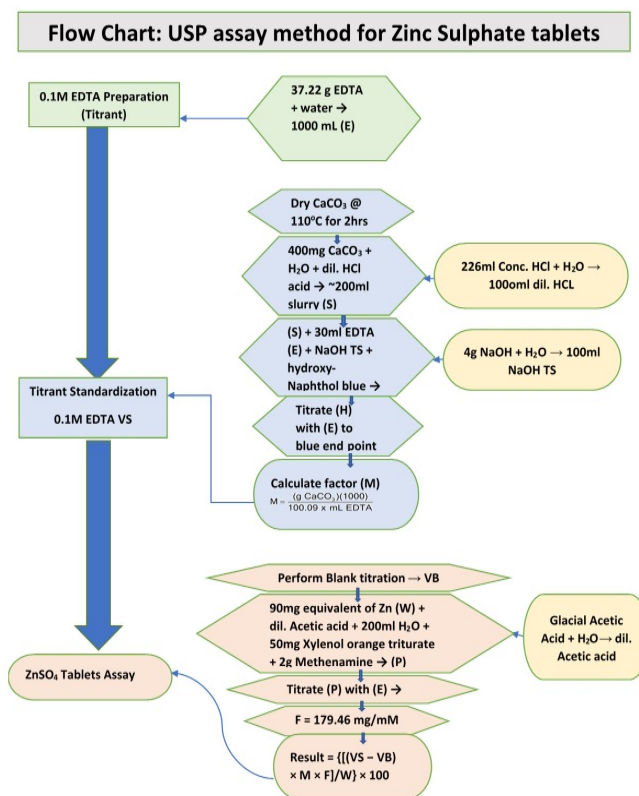 Flow Chart: USP assay method for Zinc Sulphate tablets
0.1M EDTA Preparation
(Titrant)
37.22 g EDTA
+ water →
1000 mL (E)
Dry CaCO₃ @
110°C for 2hrs
400mg CaCO₃ +
H₂O + dil. HCl
acid → ~200ml
slurry (S)
226ml Conc. HCl + H₂O →
100oml dil. HCL
(S) + 30ml EDTA
(E) + NaOH TS +
hydroxy-
Naphthol blue →
4g NaOH + H₂O → 100ml
NaOH TS
Titrant Standardization
0.1M EDTA VS
Titrate (H)
with (E) to
blue end point
Calculate factor (M)
M = (g CaCO₃)(1000)
100.09 x mL EDTA
Perform Blank titration → VB
90mg equivalent of Zn (W) +
dil. Acetic acid + 200ml H₂O +
50mg Xylenol orange triturate
+ 2g Methenamine → (P)
Glacial Acetic
Acid + H₂O→ dil.
Acetic acid
ZnSO₄ Tablets Assay
Titrate (P) with (E) →
F = 179.46 mg/mM
Result = {[(VS – VB)
× M × F]/W} × 100